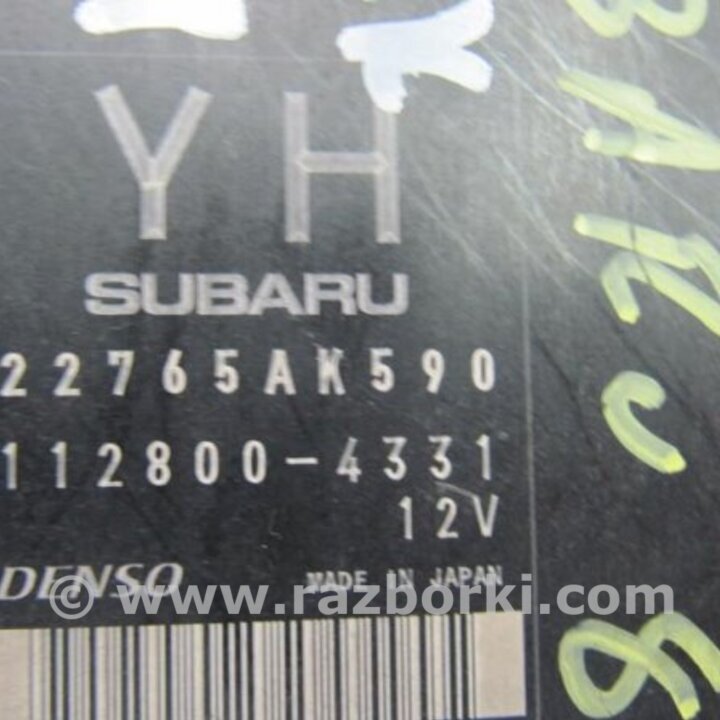 YH
SUBARU
22765AK590
112800-4331
12V
DENSO MADE IN JAPAN
© www.razborki.com